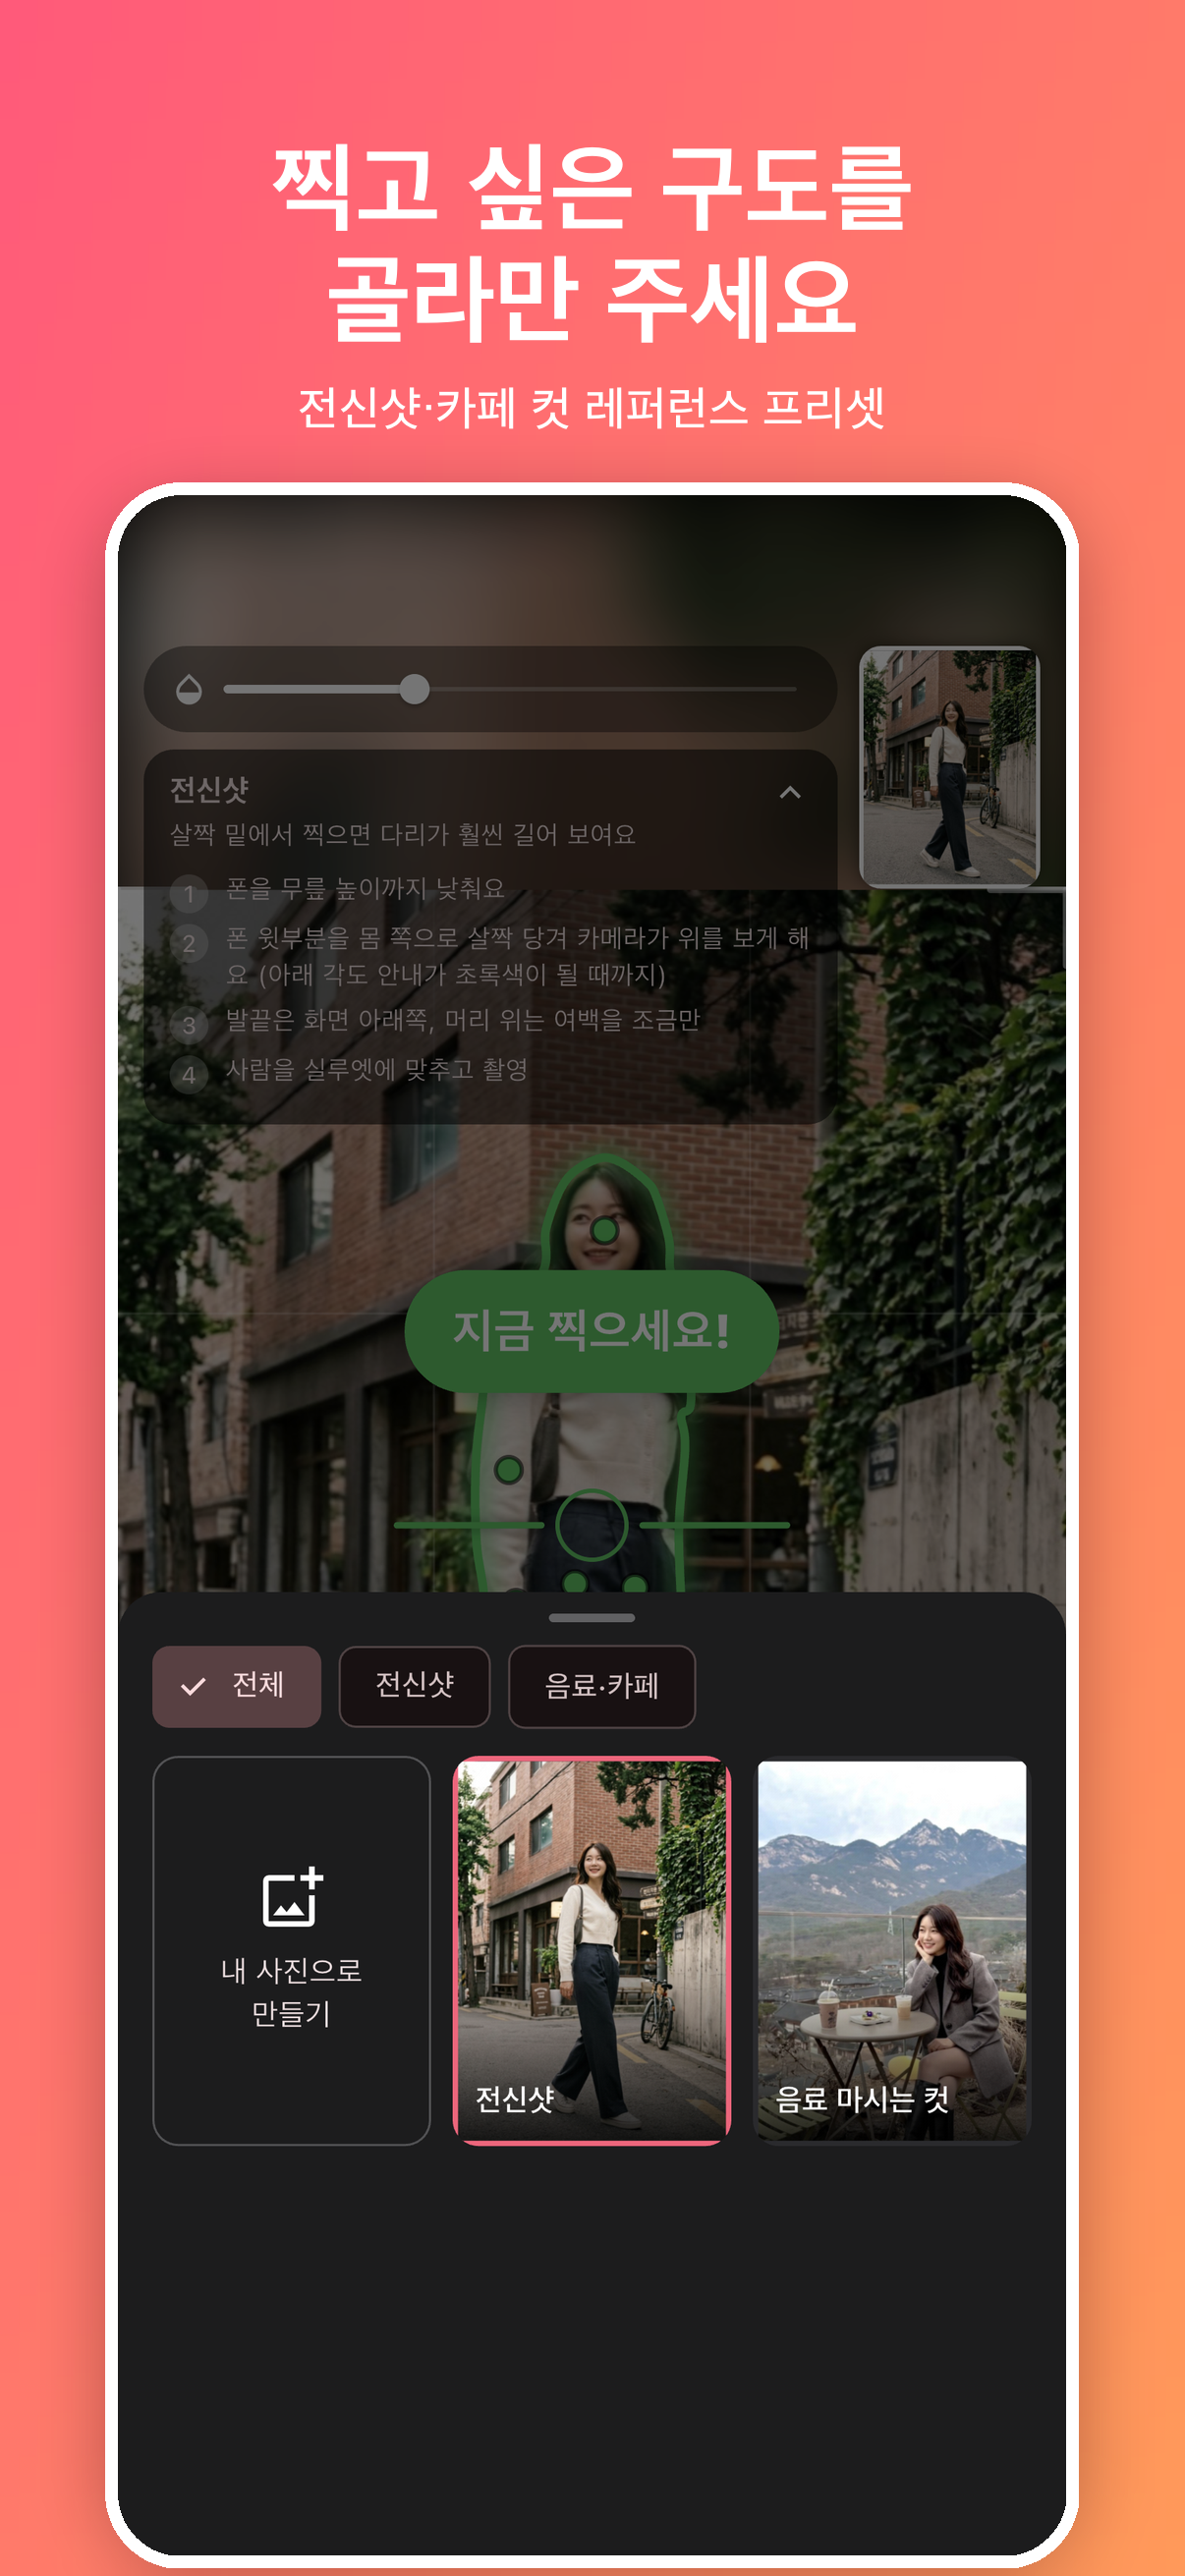 찍고 싶은 구도를
골라만 주세요
전신샷·카페 컷 레퍼런스 프리셋
전신샷
살짝 밑에서 찍으면 다리가 훨씬 길어 보여요
1 폰을 무릎 높이까지 낮춰요
2 폰 윗부분을 몸 쪽으로 살짝 당겨 카메라가 위를 보게 해
요 (아래 각도 안내가 초록색이 될 때까지)
3 발끝은 화면 아래쪽, 머리 위는 여백을 조금만
4 사람을 실루엣에 맞추고 촬영
지금 찍으세요!
전체
전신샷
음료·카페
내 사진으로
만들기
전신샷
음료 마시는 컷